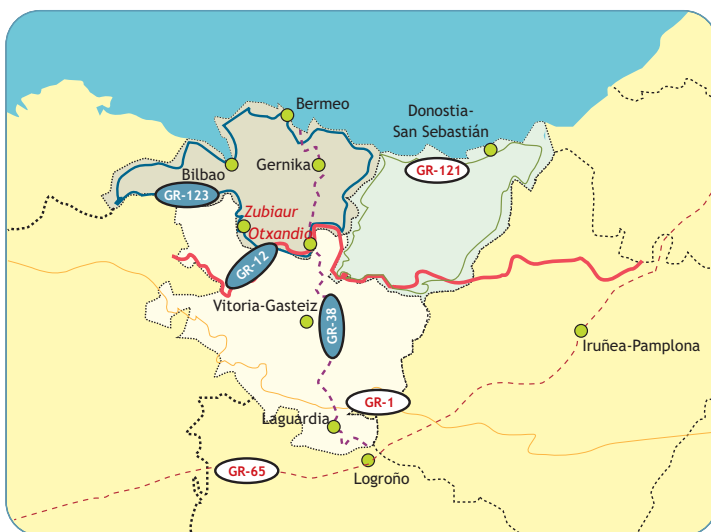 Bermeo
Donostia-
San Sebastián
Bilbao
Gernika
GR-121
GR-123
Zubiaur
Otxandio
GR-12
Vitoria-Gasteiz
GR-38
Iruñea-Pamplona
GR-1
Laguardia
GR-65
Logroño